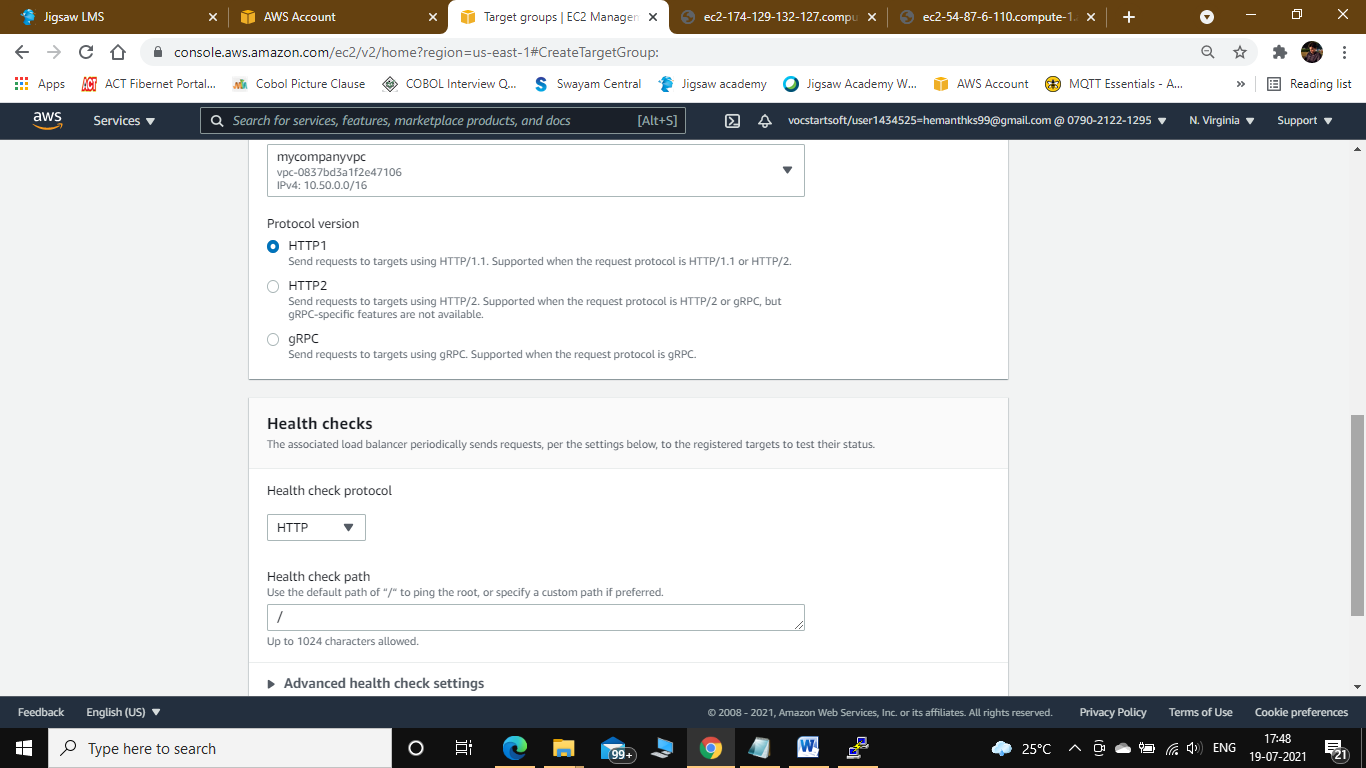 Jigsaw LMS
AWS Account
Target groups | EC2 Managen
ec2-174-129-132-127.compu
ec2-54-87-6-110.compute-1.
console.aws.amazon.com/ec2/v2/home?region=us-east-1#CreateTargetGroup:
Apps
ACT Fibernet Portal...
Cobol Picture Clause
COBOL Interview Q...
Swayam Central
Jigsaw academy
Jigsaw Academy W...
AWS Account
MQTT Essentials - A...
»
Reading list
aws
Services
Search for services, features, marketplace products, and docs
[Alt+S]
vocstartsoft/user1434525=hemanthks99@gmail.com @ 0790-2122-1295
N. Virginia
Support
mycompanyvpc
vpc-0837bd3a1f2e47106
IPv4: 10.50.0.0/16
Protocol version
HTTP1
Send requests to targets using HTTP/1.1. Supported when the request protocol is HTTP/1.1 or HTTP/2.
HTTP2
Send requests to targets using HTTP/2. Supported when the request protocol is HTTP/2 or gRPC, but
gRPC-specific features are not available.
gRPC
Send requests to targets using gRPC. Supported when the request protocol is gRPC.
Health checks
The associated load balancer periodically sends requests, per the settings below, to the registered targets to test their status.
Health check protocol
HTTP
Health check path
Use the default path of "/" to ping the root, or specify a custom path if preferred.
/
Up to 1024 characters allowed.
Advanced health check settings
Feedback
English (US)
© 2008 - 2021, Amazon Web Services, Inc. or its affiliates. All rights reserved.
Privacy Policy
Terms of Use
Cookie preferences
Type here to search
99+
25°C
ENG
17:48
19-07-2021
21